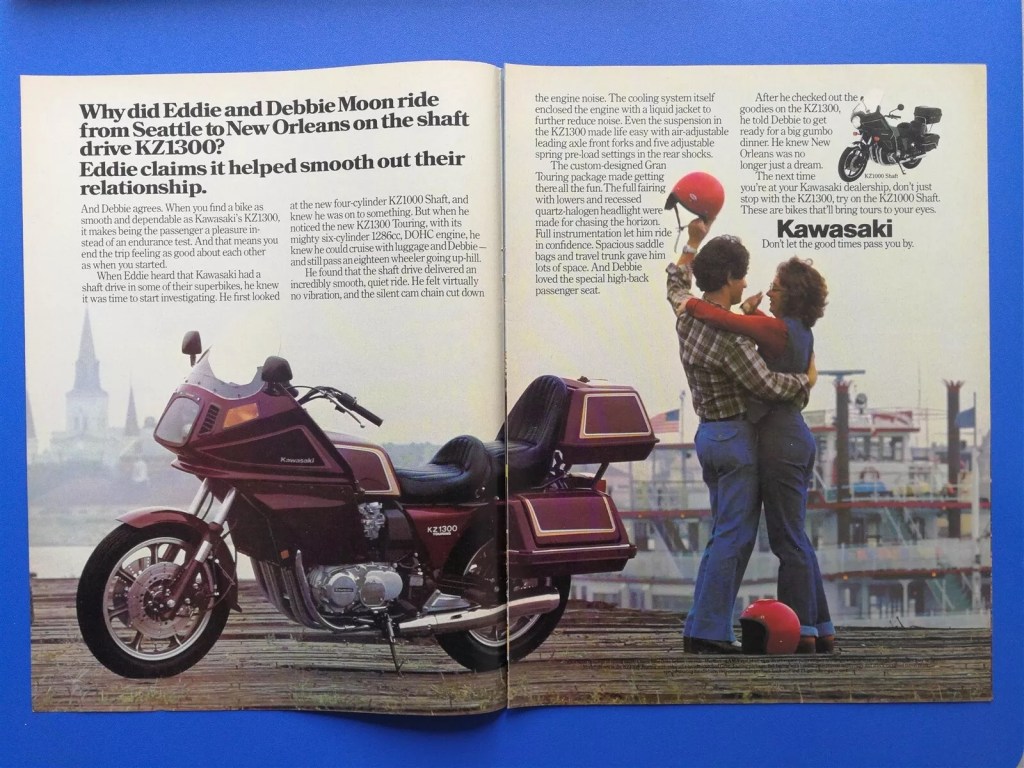 Why did Eddie and Debbie Moon ride
from Seattle to New Orleans on the shaft
drive KZ1300?
Eddie claims it helped smooth out their
relationship.
And Debbie agrees. When you find a bike as
smooth and dependable as Kawasaki's KZ1300,
it makes being the passenger a pleasure in-
stead of an endurance test. And that means you
end the trip feeling as good about each other
as when you started.
When Eddie heard that Kawasaki had a
shaft drive in some of their superbikes, he knew
it was time to start investigating. He first looked
at the new four-cylinder KZ1000 Shaft, and
knew he was on to something. But when he
noticed the new KZ1300 Touring, with its
mighty six-cylinder 1286cc, DOHC engine, he
knew he could cruise with luggage and Debbie—
and still pass an eighteen wheeler going up-hill.
He found that the shaft drive delivered an
incredibly smooth, quiet ride. He felt virtually
no vibration, and the silent cam chain cut down
the engine noise. The cooling system itself
enclosed the engine with a liquid jacket to
further reduce noise. Even the suspension in
the KZ1300 made life easy with air-adjustable
leading axle front forks and five adjustable
spring pre-load settings in the rear shocks.
The custom-designed Gran
Touring package made getting
there all the fun. The full fairing
with lowers and recessed
quartz-halogen headlight were
made for chasing the horizon.
Full instrumentation let him ride
in confidence. Spacious saddle
bags and travel trunk gave him
lots of space. And Debbie
loved the special high-back
passenger seat.
After he checked out the
goodies on the KZ1300,
he told Debbie to get
ready for a big gumbo
dinner. He knew New
Orleans was no
longer just a dream.
The next time
you're at your Kawasaki dealership, don't just
stop with the KZ1300, try on the KZ1000 Shaft.
These are bikes that'll bring tours to your eyes.
KZ1000 Shaft
Kawasaki
Don't let the good times pass you by.
Kawasaki
KZ1300
TOURING